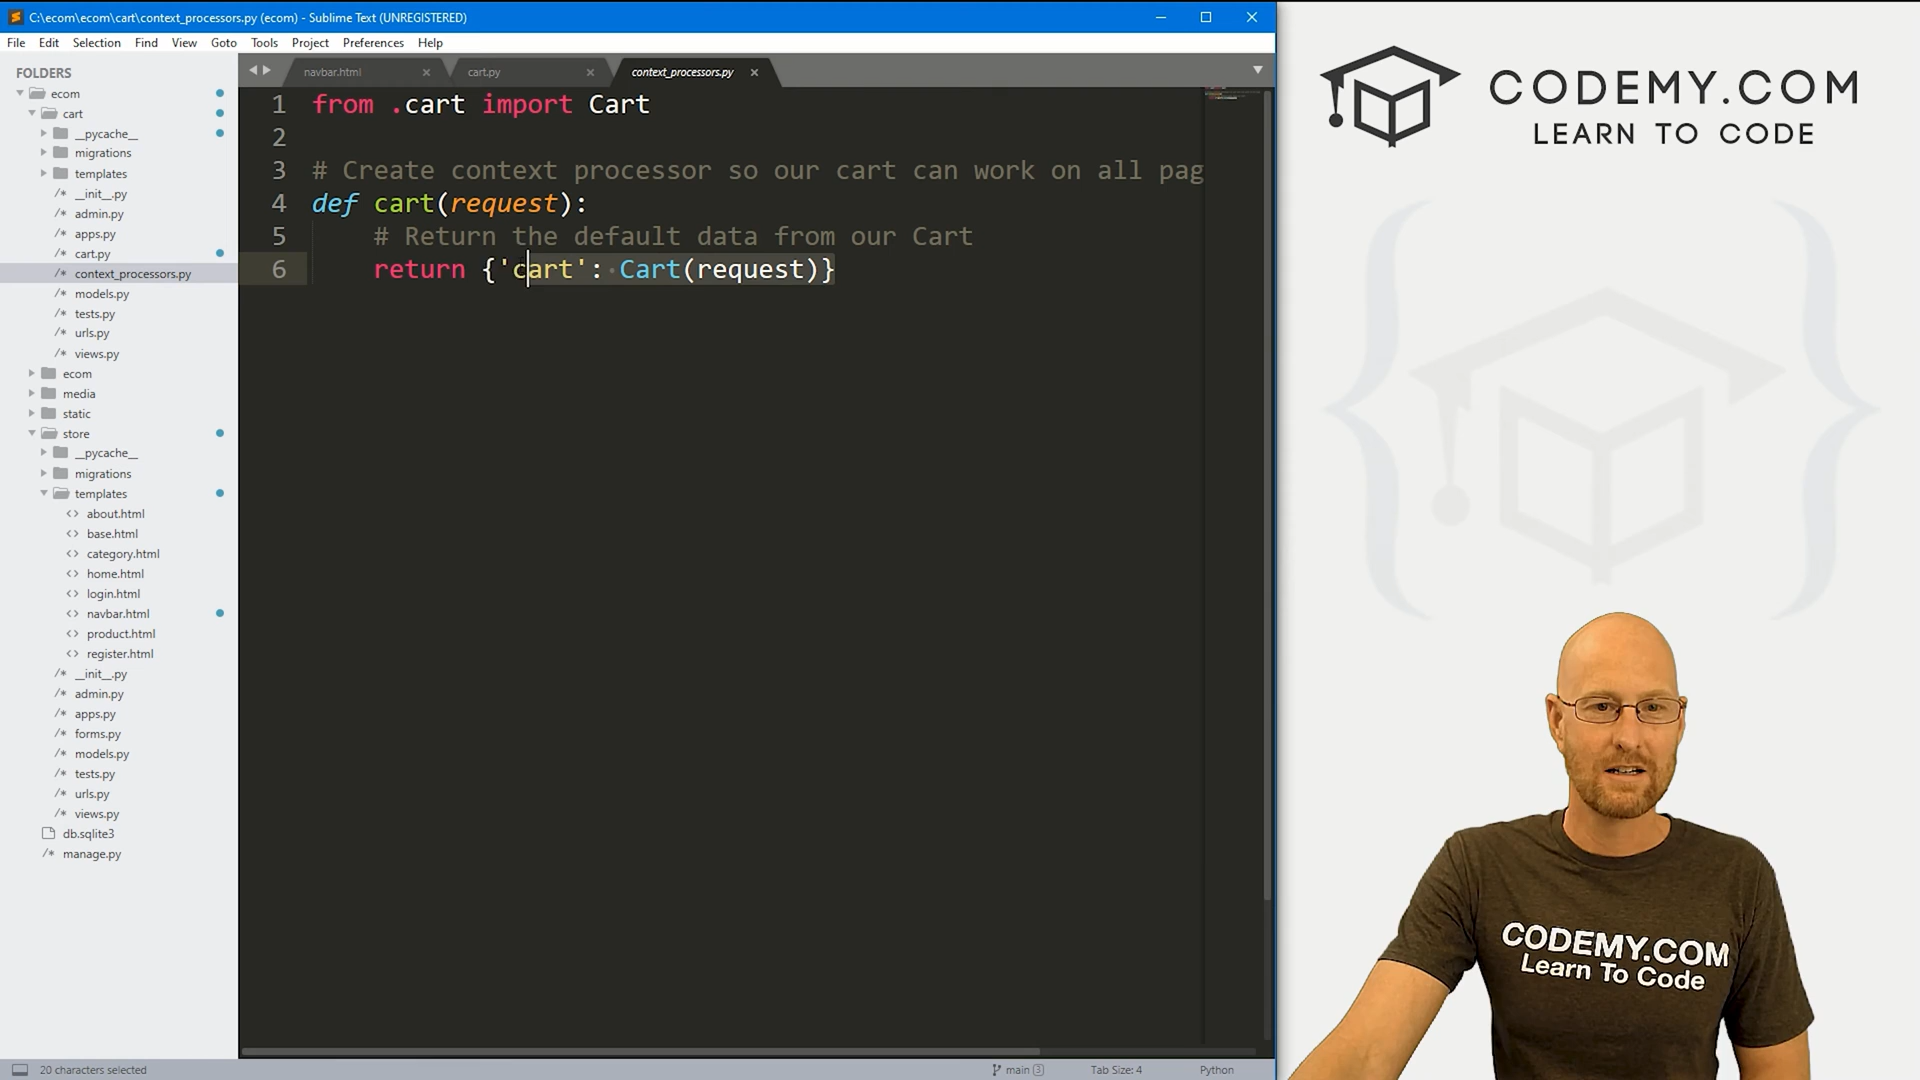 C:\ecom\ecom\cart\context_processors.py (ecom) - Sublime Text (UNREGISTERED)
File Edit Selection Find View Goto Tools Project Preferences Help
FOLDERS
ecom
cart
__pycache__
migrations
templates
/* __init__.py
/* admin.py
/* apps.py
/* cart.py
/* context_processors.py
/* models.py
/* tests.py
/* urls.py
/* views.py
ecom
media
static
store
__pycache__
migrations
templates
<> about.html
<> base.html
<> category.html
<> home.html
<> login.html
<> navbar.html
<> product.html
<> register.html
/* __init__.py
/* admin.py
/* apps.py
/* forms.py
/* models.py
/* tests.py
/* urls.py
/* views.py
db.sqlite3
/* manage.py
navbar.html cart.py context_processors.py
1 from .cart import Cart
2
3 # Create context processor so our cart can work on all pag
4 def cart(request):
5 # Return the default data from our Cart
6 return {'cart': Cart(request)}
20 characters selected
main 3
Tab Size: 4
Python
CODEMY.COM
LEARN TO CODE
CODEMY.COM
Learn To Code